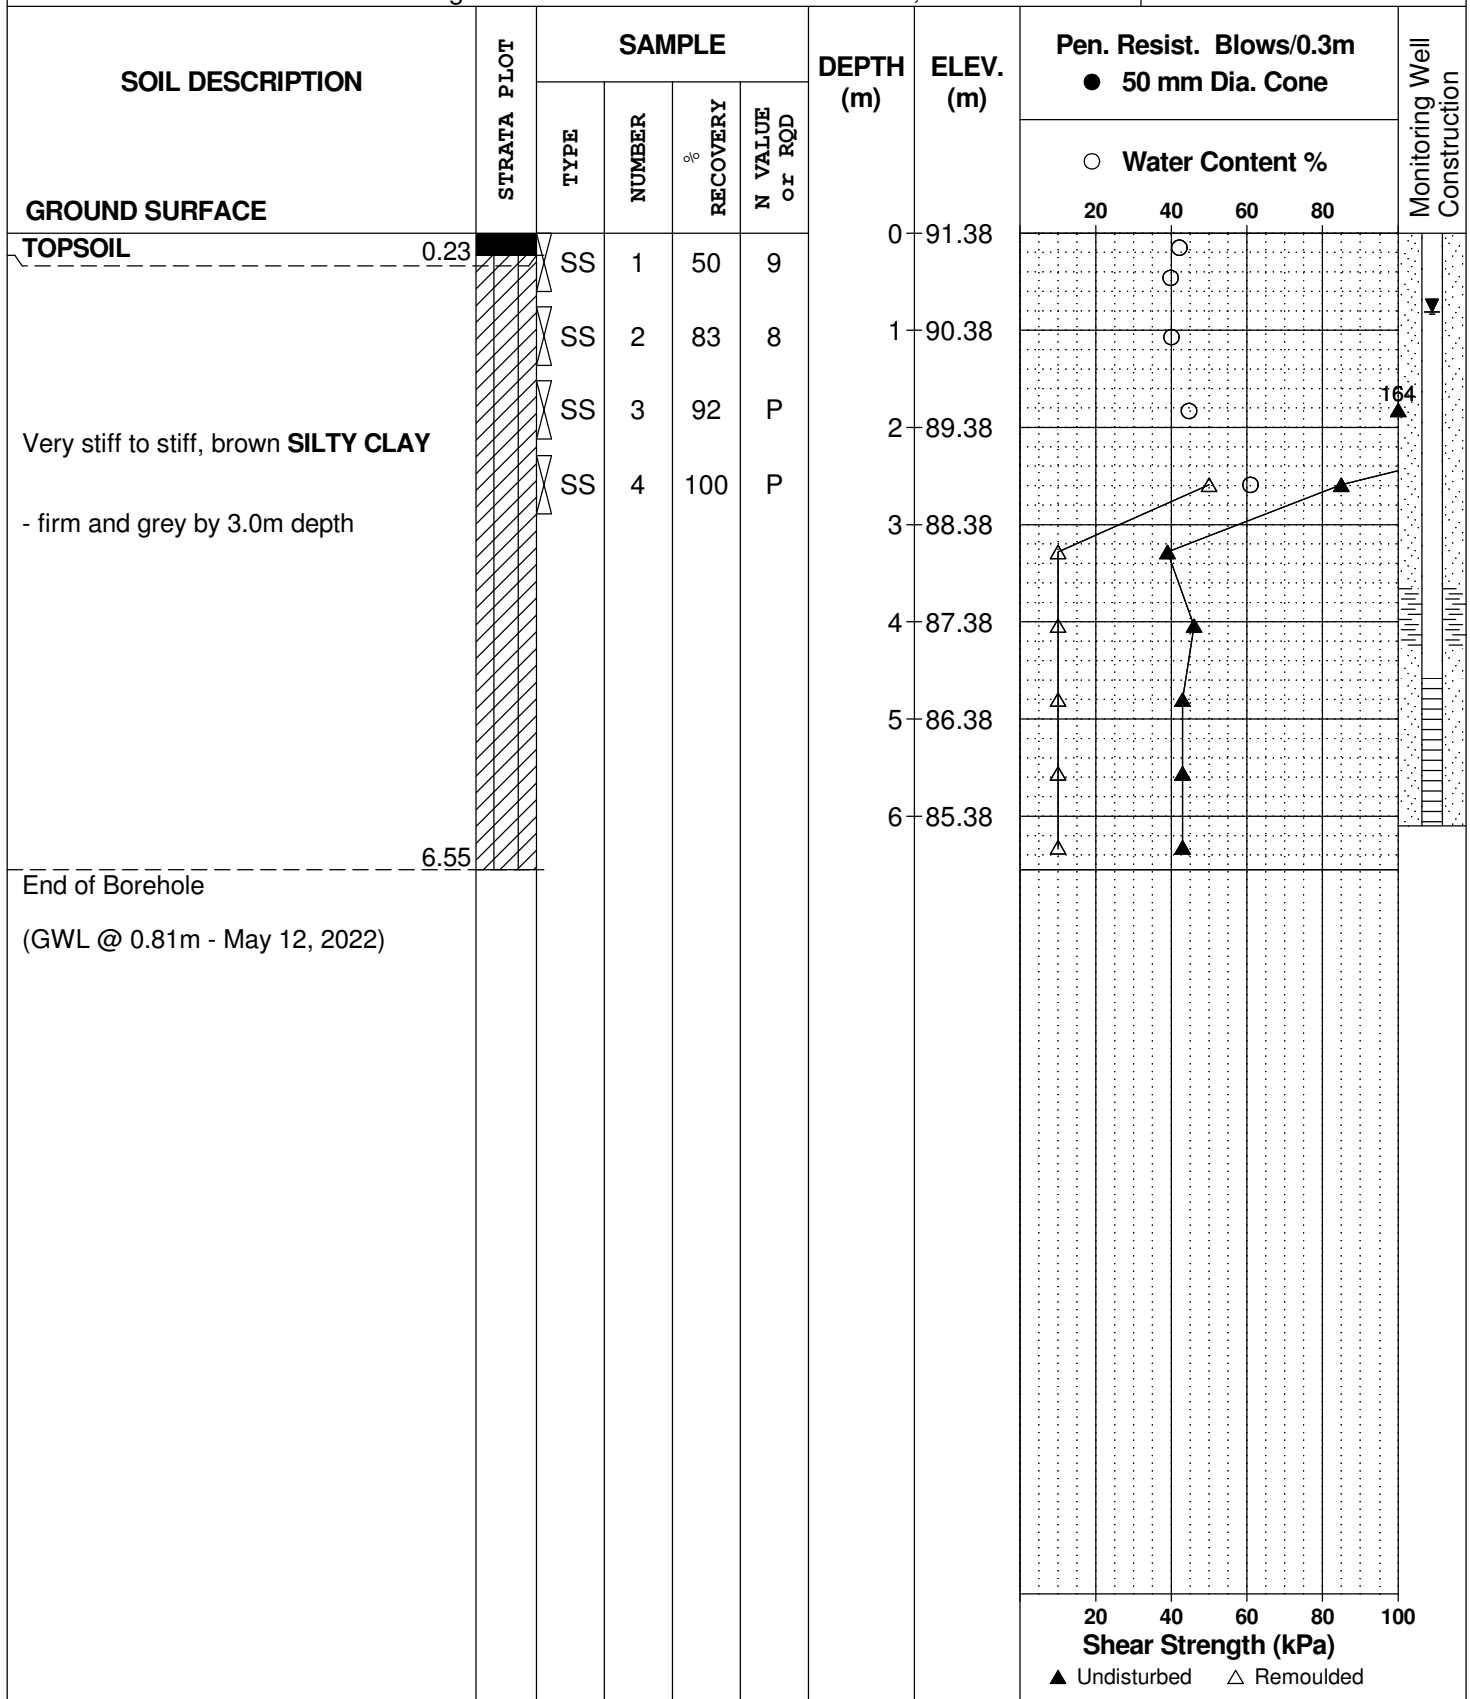 SOIL DESCRIPTION
GROUND SURFACE
STRATA PLOT
SAMPLE
TYPE
NUMBER
% RECOVERY
N VALUE or RQD
DEPTH (m)
ELEV. (m)
Pen. Resist. Blows/0.3m
● 50 mm Dia. Cone
○ Water Content %
20 40 60 80
Monitoring Well Construction
TOPSOIL 0.23
SS 1 50 9
SS 2 83 8
SS 3 92 P
SS 4 100 P
Very stiff to stiff, brown SILTY CLAY
- firm and grey by 3.0m depth
6.55
End of Borehole
(GWL @ 0.81m - May 12, 2022)
0 91.38
1 90.38
2 89.38
3 88.38
4 87.38
5 86.38
6 85.38
164
20 40 60 80 100
Shear Strength (kPa)
▲ Undisturbed △ Remoulded